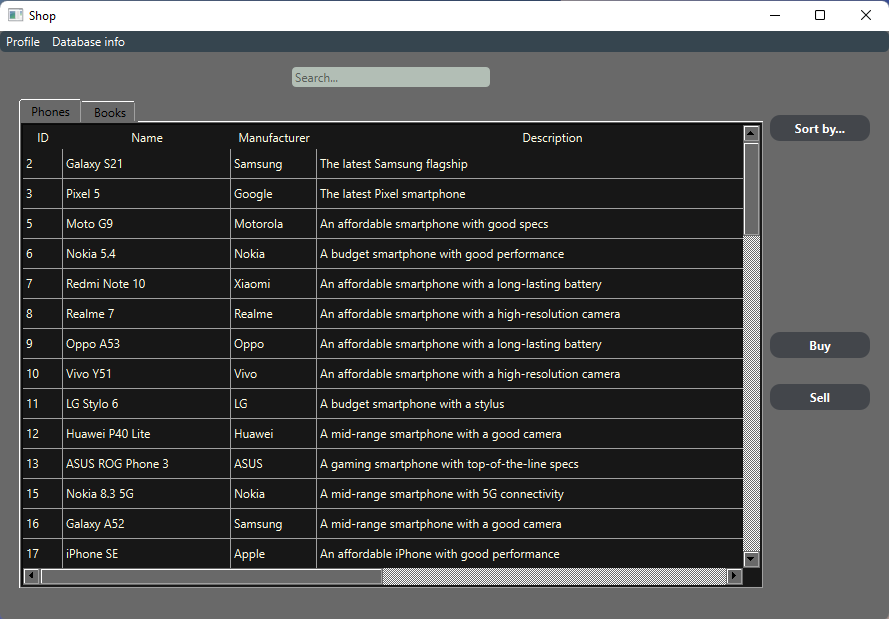 Shop
Profile Database info
Search...
Phones Books
Sort by...
ID Name Manufacturer Description
2 Galaxy S21 Samsung The latest Samsung flagship
3 Pixel 5 Google The latest Pixel smartphone
5 Moto G9 Motorola An affordable smartphone with good specs
6 Nokia 5.4 Nokia A budget smartphone with good performance
7 Redmi Note 10 Xiaomi An affordable smartphone with a long-lasting battery
8 Realme 7 Realme An affordable smartphone with a high-resolution camera
9 Oppo A53 Oppo An affordable smartphone with a long-lasting battery
10 Vivo Y51 Vivo An affordable smartphone with a high-resolution camera
11 LG Stylo 6 LG A budget smartphone with a stylus
12 Huawei P40 Lite Huawei A mid-range smartphone with a good camera
13 ASUS ROG Phone 3 ASUS A gaming smartphone with top-of-the-line specs
15 Nokia 8.3 5G Nokia A mid-range smartphone with 5G connectivity
16 Galaxy A52 Samsung A mid-range smartphone with a good camera
17 iPhone SE Apple An affordable iPhone with good performance
Buy
Sell